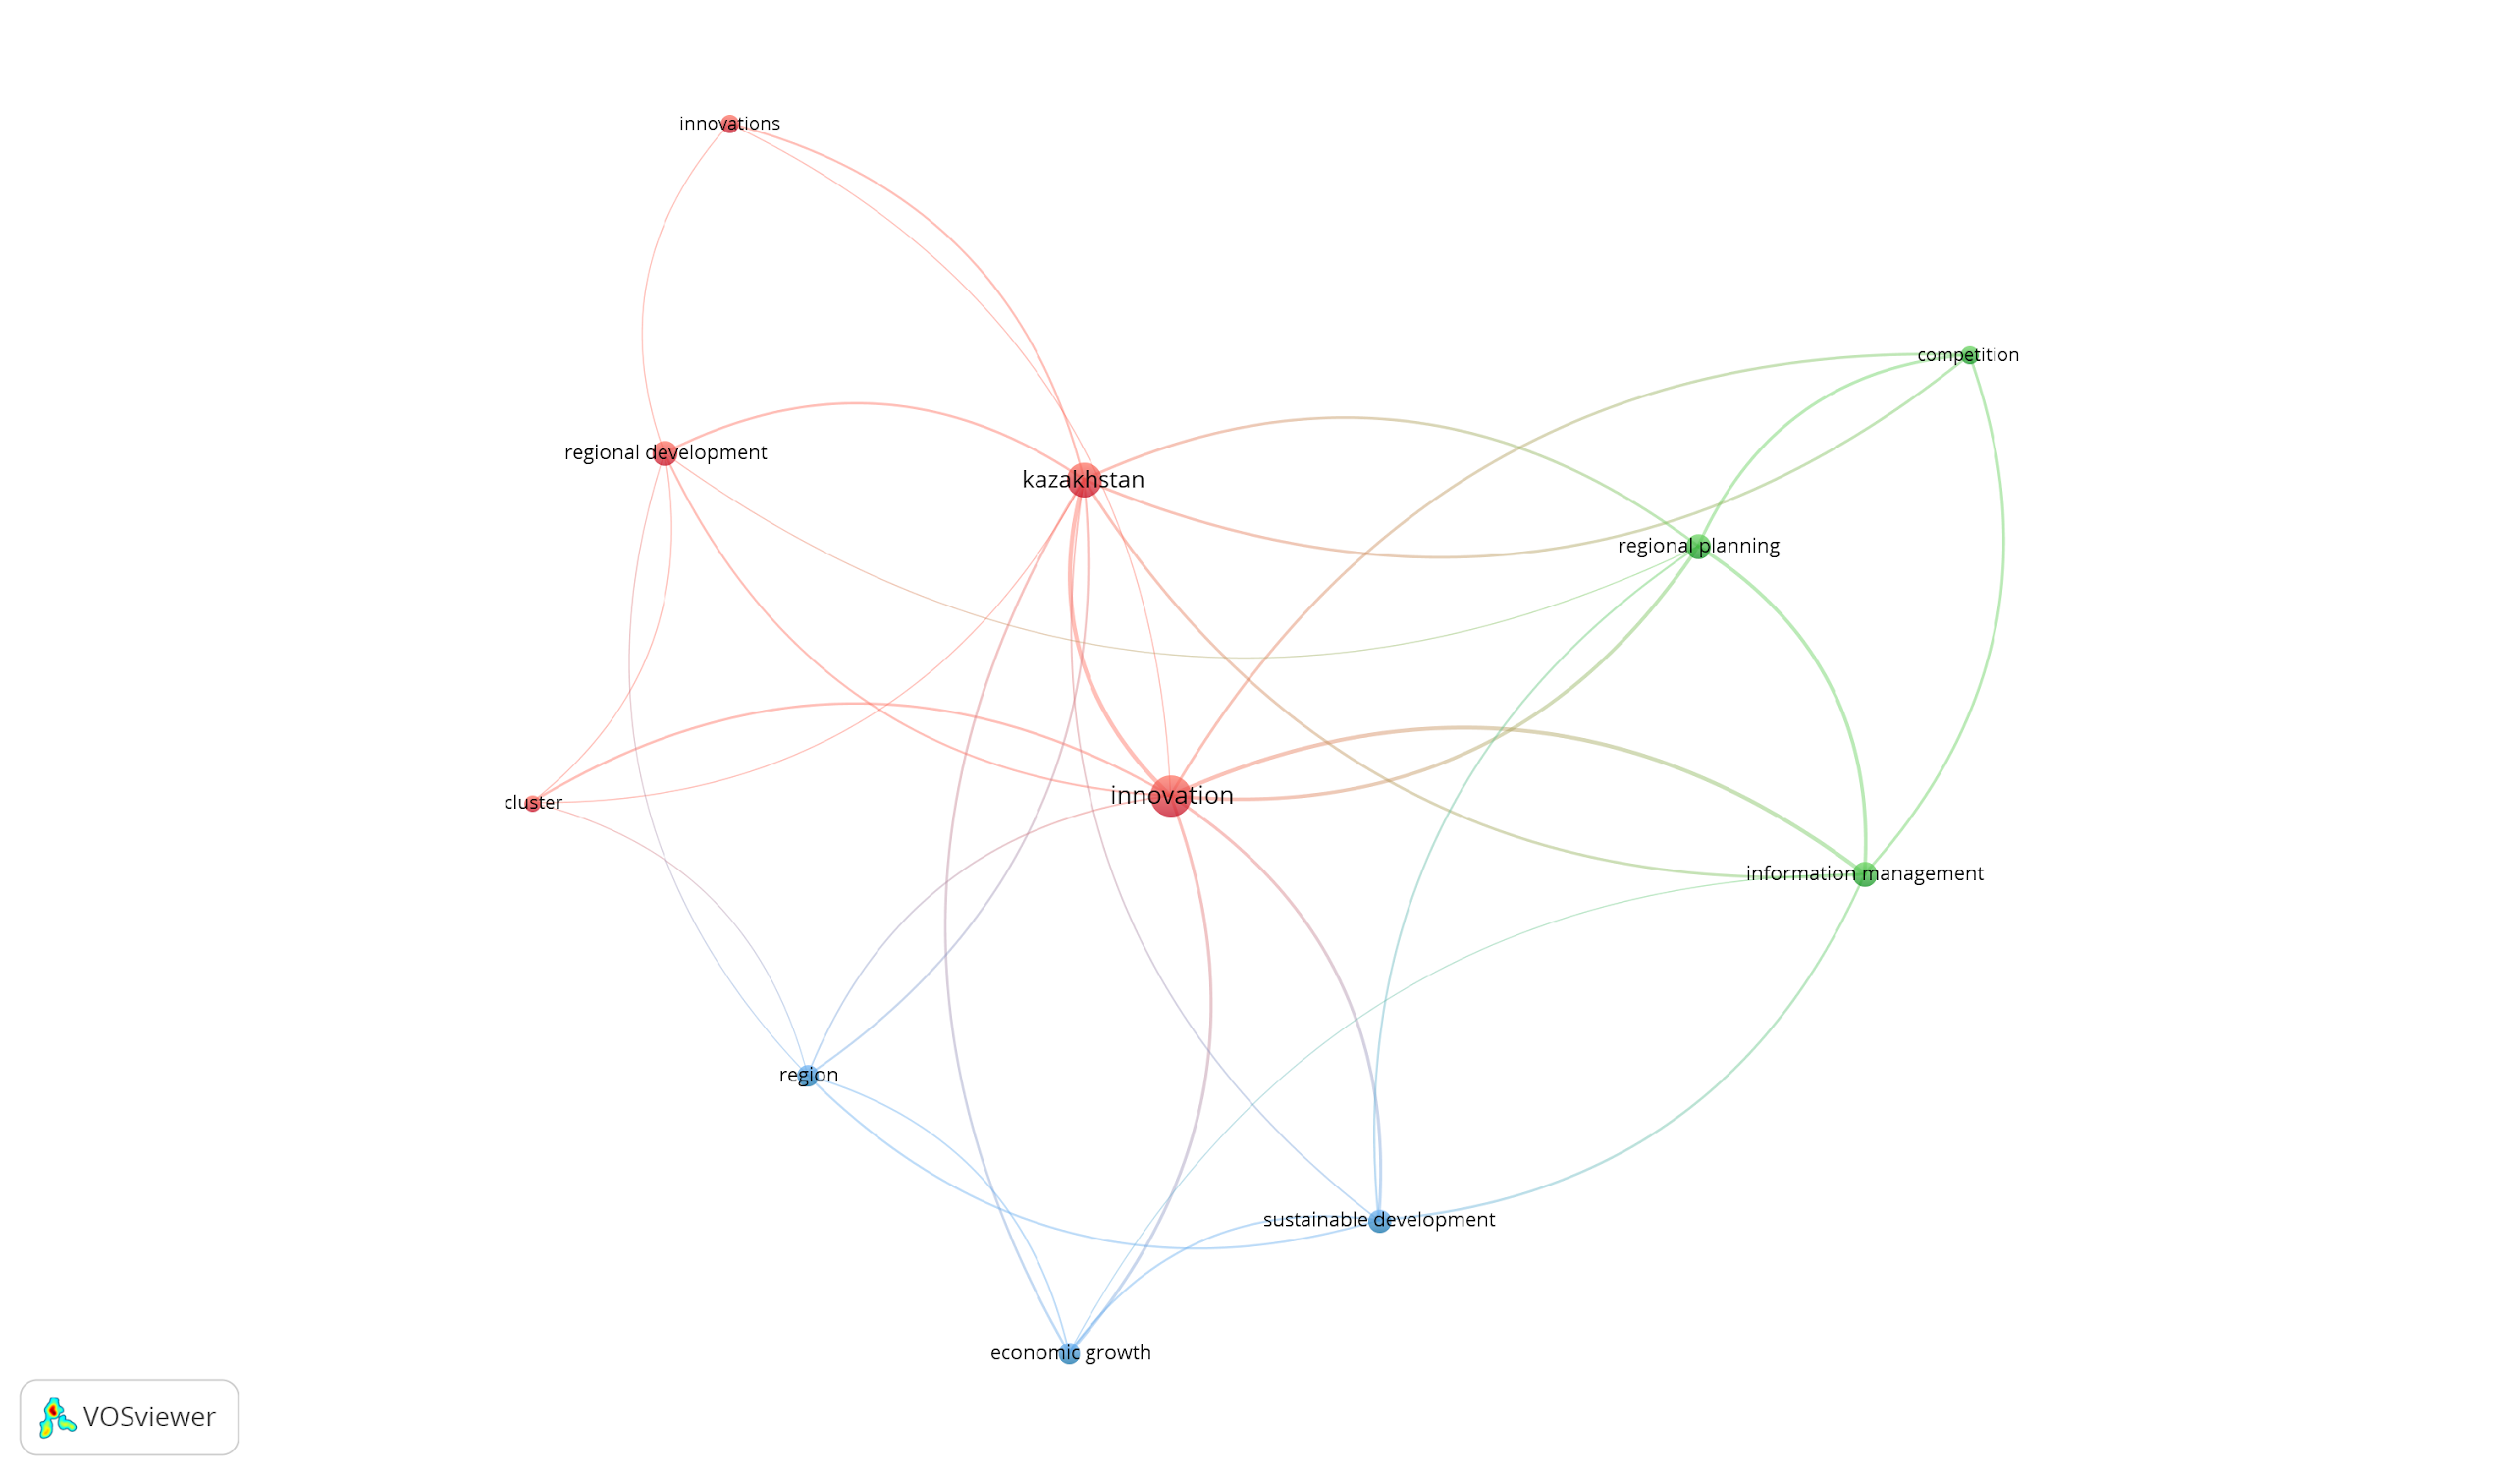 innovations
competition
regional development
kazakhstan
regional planning
innovation
cluster
information management
region
sustainable development
economic growth
VOSviewer